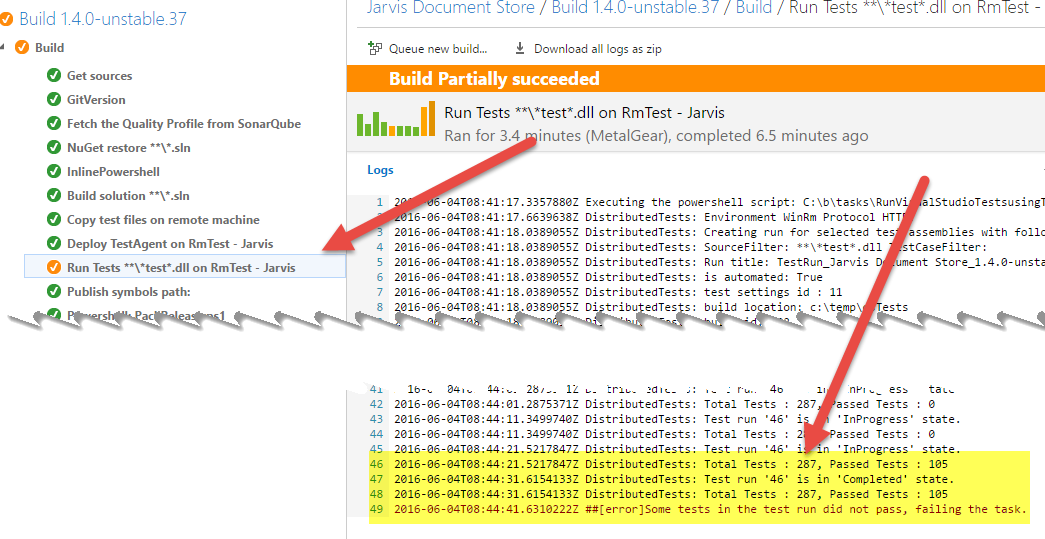 Build 1.4.0-unstable.37
Build
Get sources
GitVersion
Fetch the Quality Profile from SonarQube
NuGet restore **\*.sln
InlinePowershell
Build solution **\*.sln
Copy test files on remote machine
Deploy TestAgent on RmTest - Jarvis
Run Tests **\*test*.dll on RmTest - Jarvis
Publish symbols path:
Jarvis Document Store / Build 1.4.0-unstable.37 / Build / Run Tests **\*test*.dll on RmTest -
Queue new build...
Download all logs as zip
Build Partially succeeded
Run Tests **\*test*.dll on RmTest - Jarvis
Ran for 3.4 minutes (MetalGear), completed 6.5 minutes ago
Logs
1 2016-06-04T08:41:17.3357880Z Executing the powershell script: C:\b\tasks\RunVisualStudioTestsusingT
2 2016-06-04T08:41:17.6639638Z DistributedTests: Environment WinRm Protocol HTTP
3 2016-06-04T08:41:18.0389055Z DistributedTests: Creating run for selected test assemblies with follo
4 2016-06-04T08:41:18.0389055Z DistributedTests: SourceFilter: **\*test*.dll TestCaseFilter:
5 2016-06-04T08:41:18.0389055Z DistributedTests: Run title: TestRun_Jarvis Document Store_1.4.0-unsta
6 2016-06-04T08:41:18.0389055Z DistributedTests: is automated: True
7 2016-06-04T08:41:18.0389055Z DistributedTests: test settings id : 11
8 2016-06-04T08:41:18.0389055Z DistributedTests: build location: c:\temp\ Tests
42 2016-06-04T08:44:01.2875371Z DistributedTests: Total Tests : 287, Passed Tests : 0
43 2016-06-04T08:44:11.3499740Z DistributedTests: Test run '46' is in 'InProgress' state.
44 2016-06-04T08:44:11.3499740Z DistributedTests: Total Tests : 287, Passed Tests : 0
45 2016-06-04T08:44:21.5217847Z DistributedTests: Test run '46' is in 'InProgress' state.
46 2016-06-04T08:44:21.5217847Z DistributedTests: Total Tests : 287, Passed Tests : 105
47 2016-06-04T08:44:31.6154133Z DistributedTests: Test run '46' is in 'Completed' state.
48 2016-06-04T08:44:31.6154133Z DistributedTests: Total Tests : 287, Passed Tests : 105
49 2016-06-04T08:44:41.6310222Z ##[error]Some tests in the test run did not pass, failing the task.